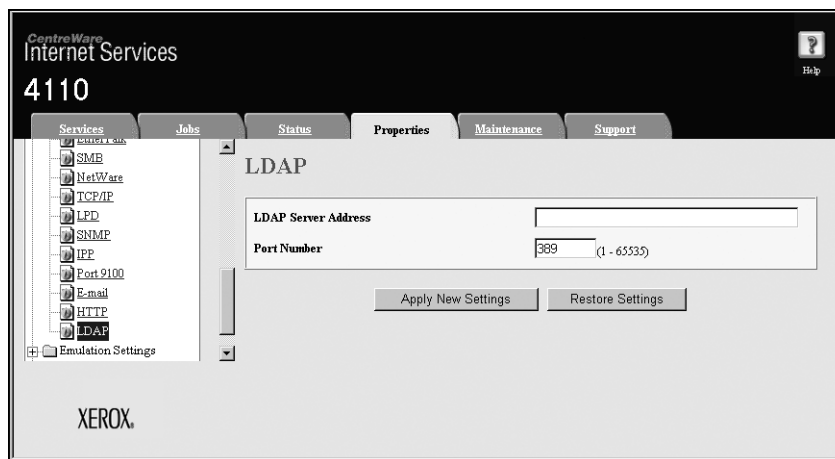 CentreWare
Internet Services
4110
Help
Services
Jobs
Status
Properties
Maintenance
Support
EtherTalk
SMB
NetWare
TCP/IP
LPD
SNMP
IPP
Port 9100
E-mail
HTTP
LDAP
Emulation Settings
LDAP
LDAP Server Address
Port Number 389 (1 - 65535)
Apply New Settings Restore Settings
XEROX.